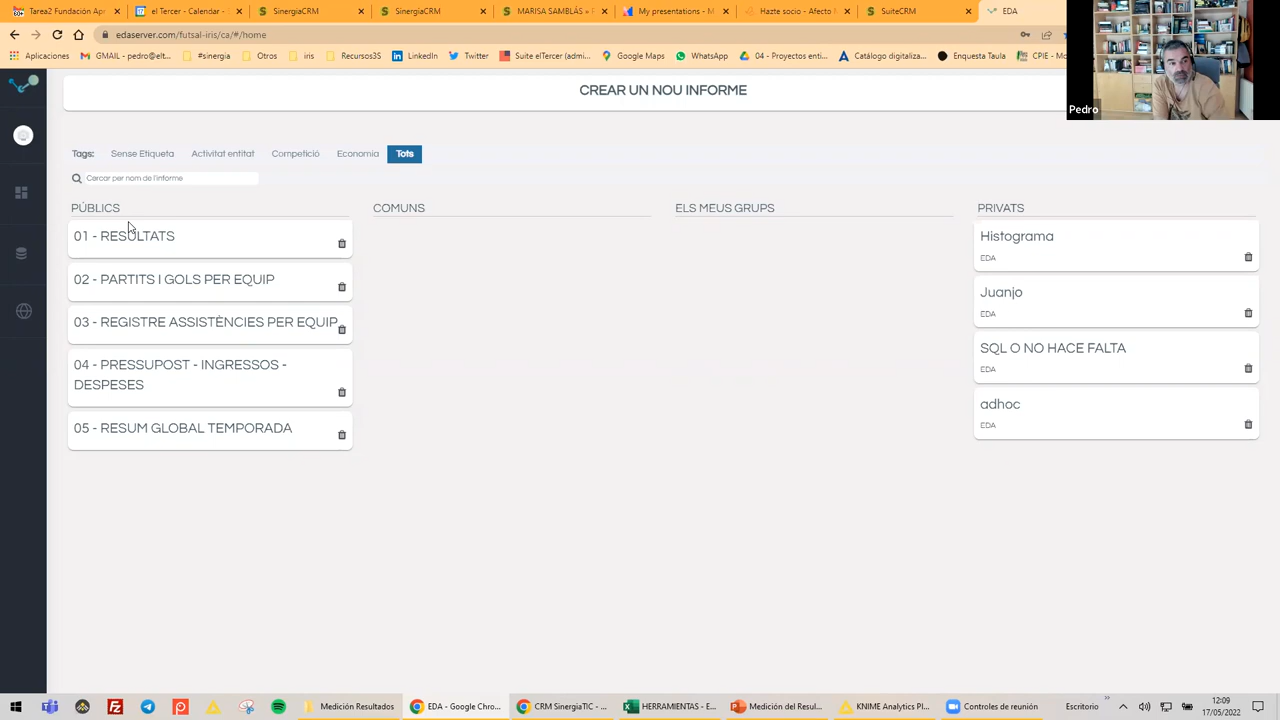 Tarea2 Fundación Ap
el Tercer - Calendar -
SinergiaCRM
SinergiaCRM
MARISA SAMBLÁS » F
My presentations - M
Hazte socio - Afecto
SuiteCRM
EDA
edaserver.com/futsal-iris/ca/#/home
Aplicaciones
GMAIL - pedro@elt...
#sinergia
Otros
iris
Recursos3S
LinkedIn
Twitter
Suite elTercer (admi...
Google Maps
WhatsApp
04 - Proyectos enti...
Catálogo digitaliza...
Enquesta Taula
CPIE - Mo
Pedro
CREAR UN NOU INFORME
Tags:
Sense Etiqueta
Activitat entitat
Competició
Economia
Tots
Cercar per nom de l'informe
PÚBLICS
COMUNS
ELS MEUS GRUPS
PRIVATS
01 - RESULTATS
02 - PARTITS I GOLS PER EQUIP
03 - REGISTRE ASSISTÈNCIES PER EQUIP
04 - PRESSUPOST - INGRESSOS -
DESPESES
05 - RESUM GLOBAL TEMPORADA
Histograma
EDA
Juanjo
EDA
SQL O NO HACE FALTA
EDA
adhoc
EDA
Medición Resultados
EDA - Google Chro...
CRM SinergiaTIC - ...
HERRAMIENTAS - E...
Medición del Resul...
KNIME Analytics Pl...
Controles de reunión
Escritorio
12:09
17/05/2022